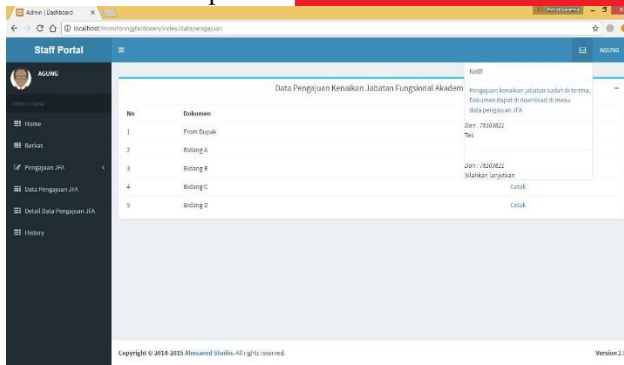 Admin | Dashboard
localhost/monitoringjfa/dosen/index/datapengajuan
Staff Portal
AGUNG
AGUNG
Home
Berkas
Pengajuan JFA
Data Pengajuan JFA
Detail Data Pengajuan JFA
History
Data Pengajuan Kenaikan Jabatan Fungsional Akadem
No Dokumen
1 From Dupak
2 Bidang A
3 Bidang B
4 Bidang C Cetak
5 Bidang D Cetak
Notif
Pengajuan kenaikan jabatan sudah di terima.
Dokumen dapat di download di menu
data pengajuan JFA
Dari : 78103821
Tes
Dari : 78103821
Silahkan lanjutkan
Copyright © 2014-2015 Almsaeed Studio. All rights reserved.
Version 2.